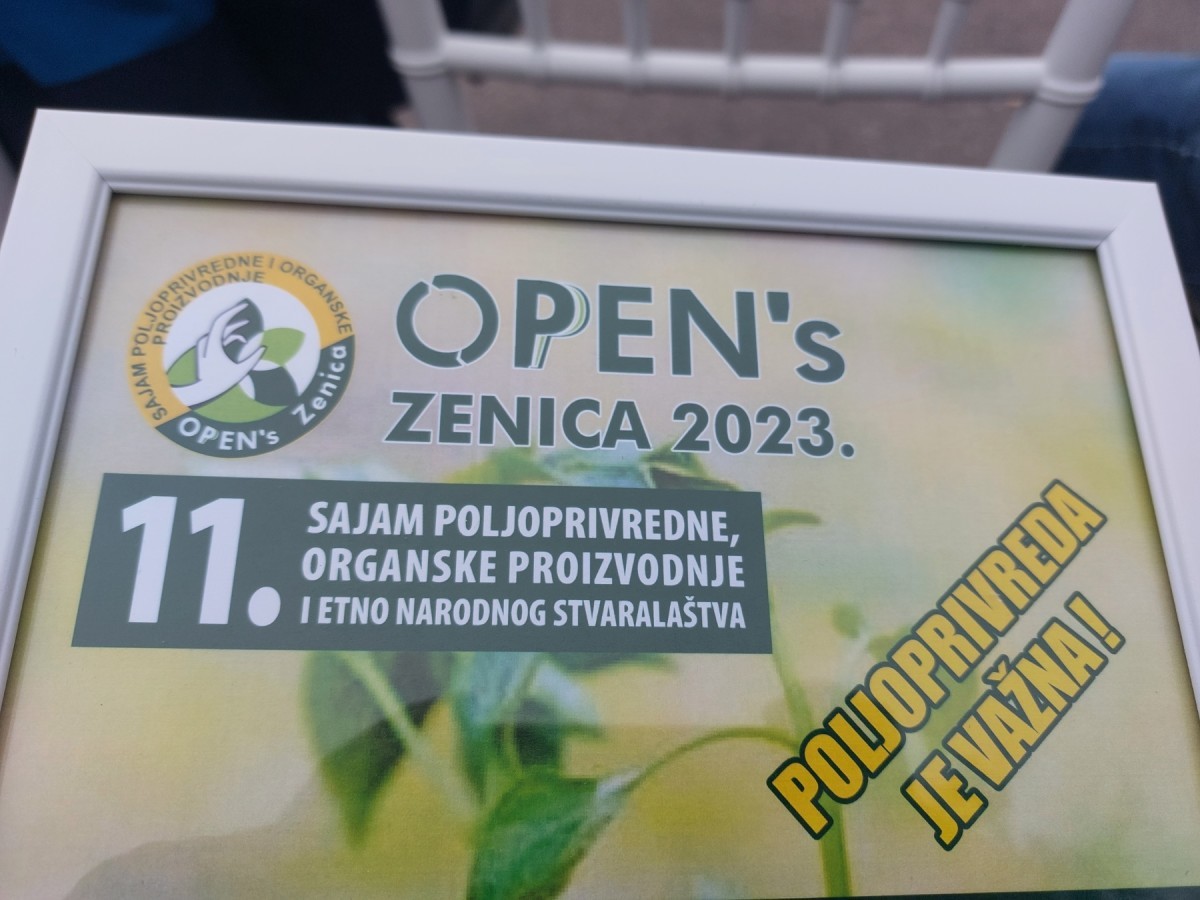 SAJAM POLJOPRIVREDNE I ORGANSKE
PROIZVODNJE
OPEN's Zenica
OPEN's
ZENICA 2023.
11.
SAJAM POLJOPRIVREDNE,
ORGANSKE PROIZVODNJE
I ETNO NARODNOG STVARALAŠTVA
POLJOPRIVREDA
JE VAŽNA !